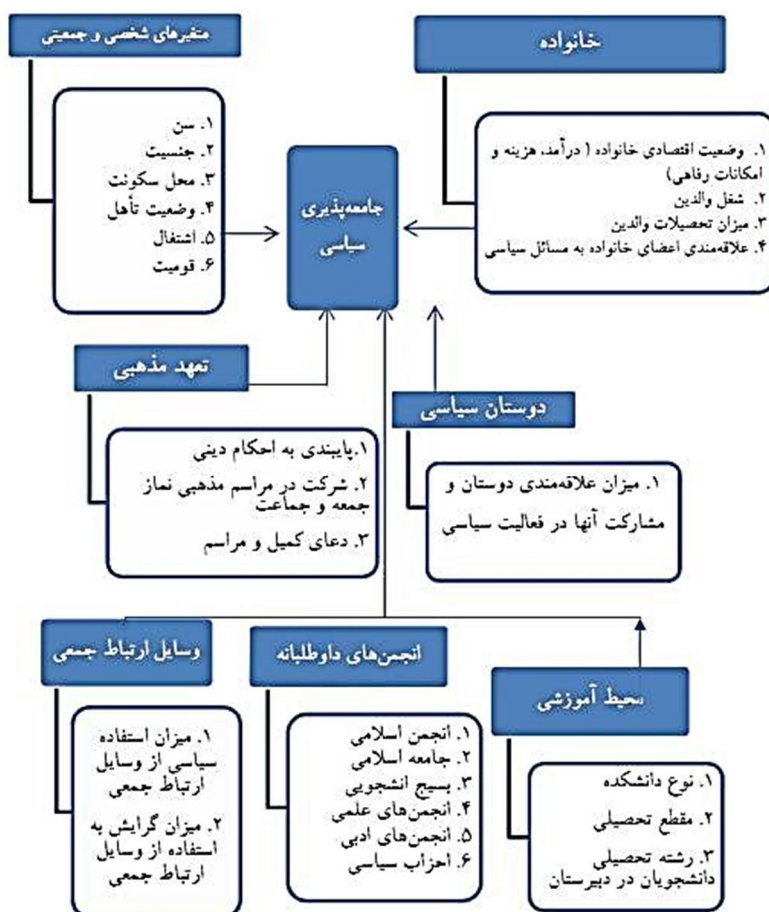 متغیرهای شخصی و جمعیتی
۱. سن
۲. جنسیت
۳. محل سکونت
۴. وضعیت تأهل
۵. اشتغال
۶. قومیت
خانواده
۱. وضعیت اقتصادی خانواده ( درآمد، هزینه و
امکانات رفاهی)
۲. شغل والدین
۳. میزان تحصیلات والدین
۴. علاقه‌مندی اعضای خانواده به مسائل سیاسی
جامعه‌پذیری
سیاسی
تعهد مذهبی
۱.پایبندی به احکام دینی
۲. شرکت در مراسم مذهبی نماز
جمعه و جماعت
۳. دعای کمیل و مراسم
دوستان سیاسی
۱. میزان علاقه‌مندی دوستان و
مشارکت آنها در فعالیت سیاسی
وسایل ارتباط جمعی
۱. میزان استفاده
سیاسی از وسایل
ارتباط جمعی
۲. میزان گرایش به
استفاده از وسایل
ارتباط جمعی
انجمن‌های داوطلبانه
۱. انجمن اسلامی
۲. جامعه اسلامی
۳. بسیج انشجویی
۴. انجمن‌های علمی
۵. انجمن‌های ادبی
۶. احزاب سیاسی
محیط آموزشی
۱. نوع دانشکده
۲. مقطع تحصیلی
۳. رشته تحصیلی
دانشجویان در دبیرستان